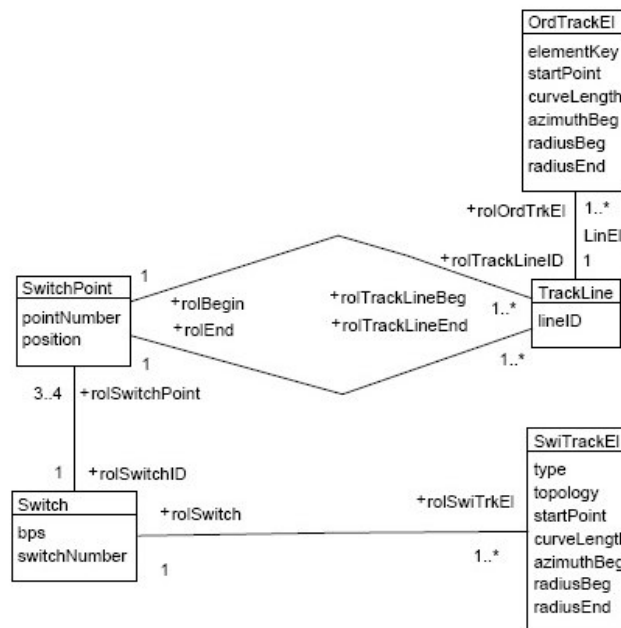 OrdTrackEl
elementKey
startPoint
curveLength
azimuthBeg
radiusBeg
radiusEnd
+rolOrdTrkEl
1..*
LinEl
+rolTrackLineID
1
1
SwitchPoint
pointNumber
position
+rolBegin
+rolEnd
+rolTrackLineBeg
1..*
+rolTrackLineEnd
TrackLine
lineID
1
1..*
3..4
+rolSwitchPoint
1
+rolSwitchID
Switch
bps
switchNumber
+rolSwitch
1
+rolSwiTrkEl
1..*
SwiTrackEl
type
topology
startPoint
curveLength
azimuthBeg
radiusBeg
radiusEnd